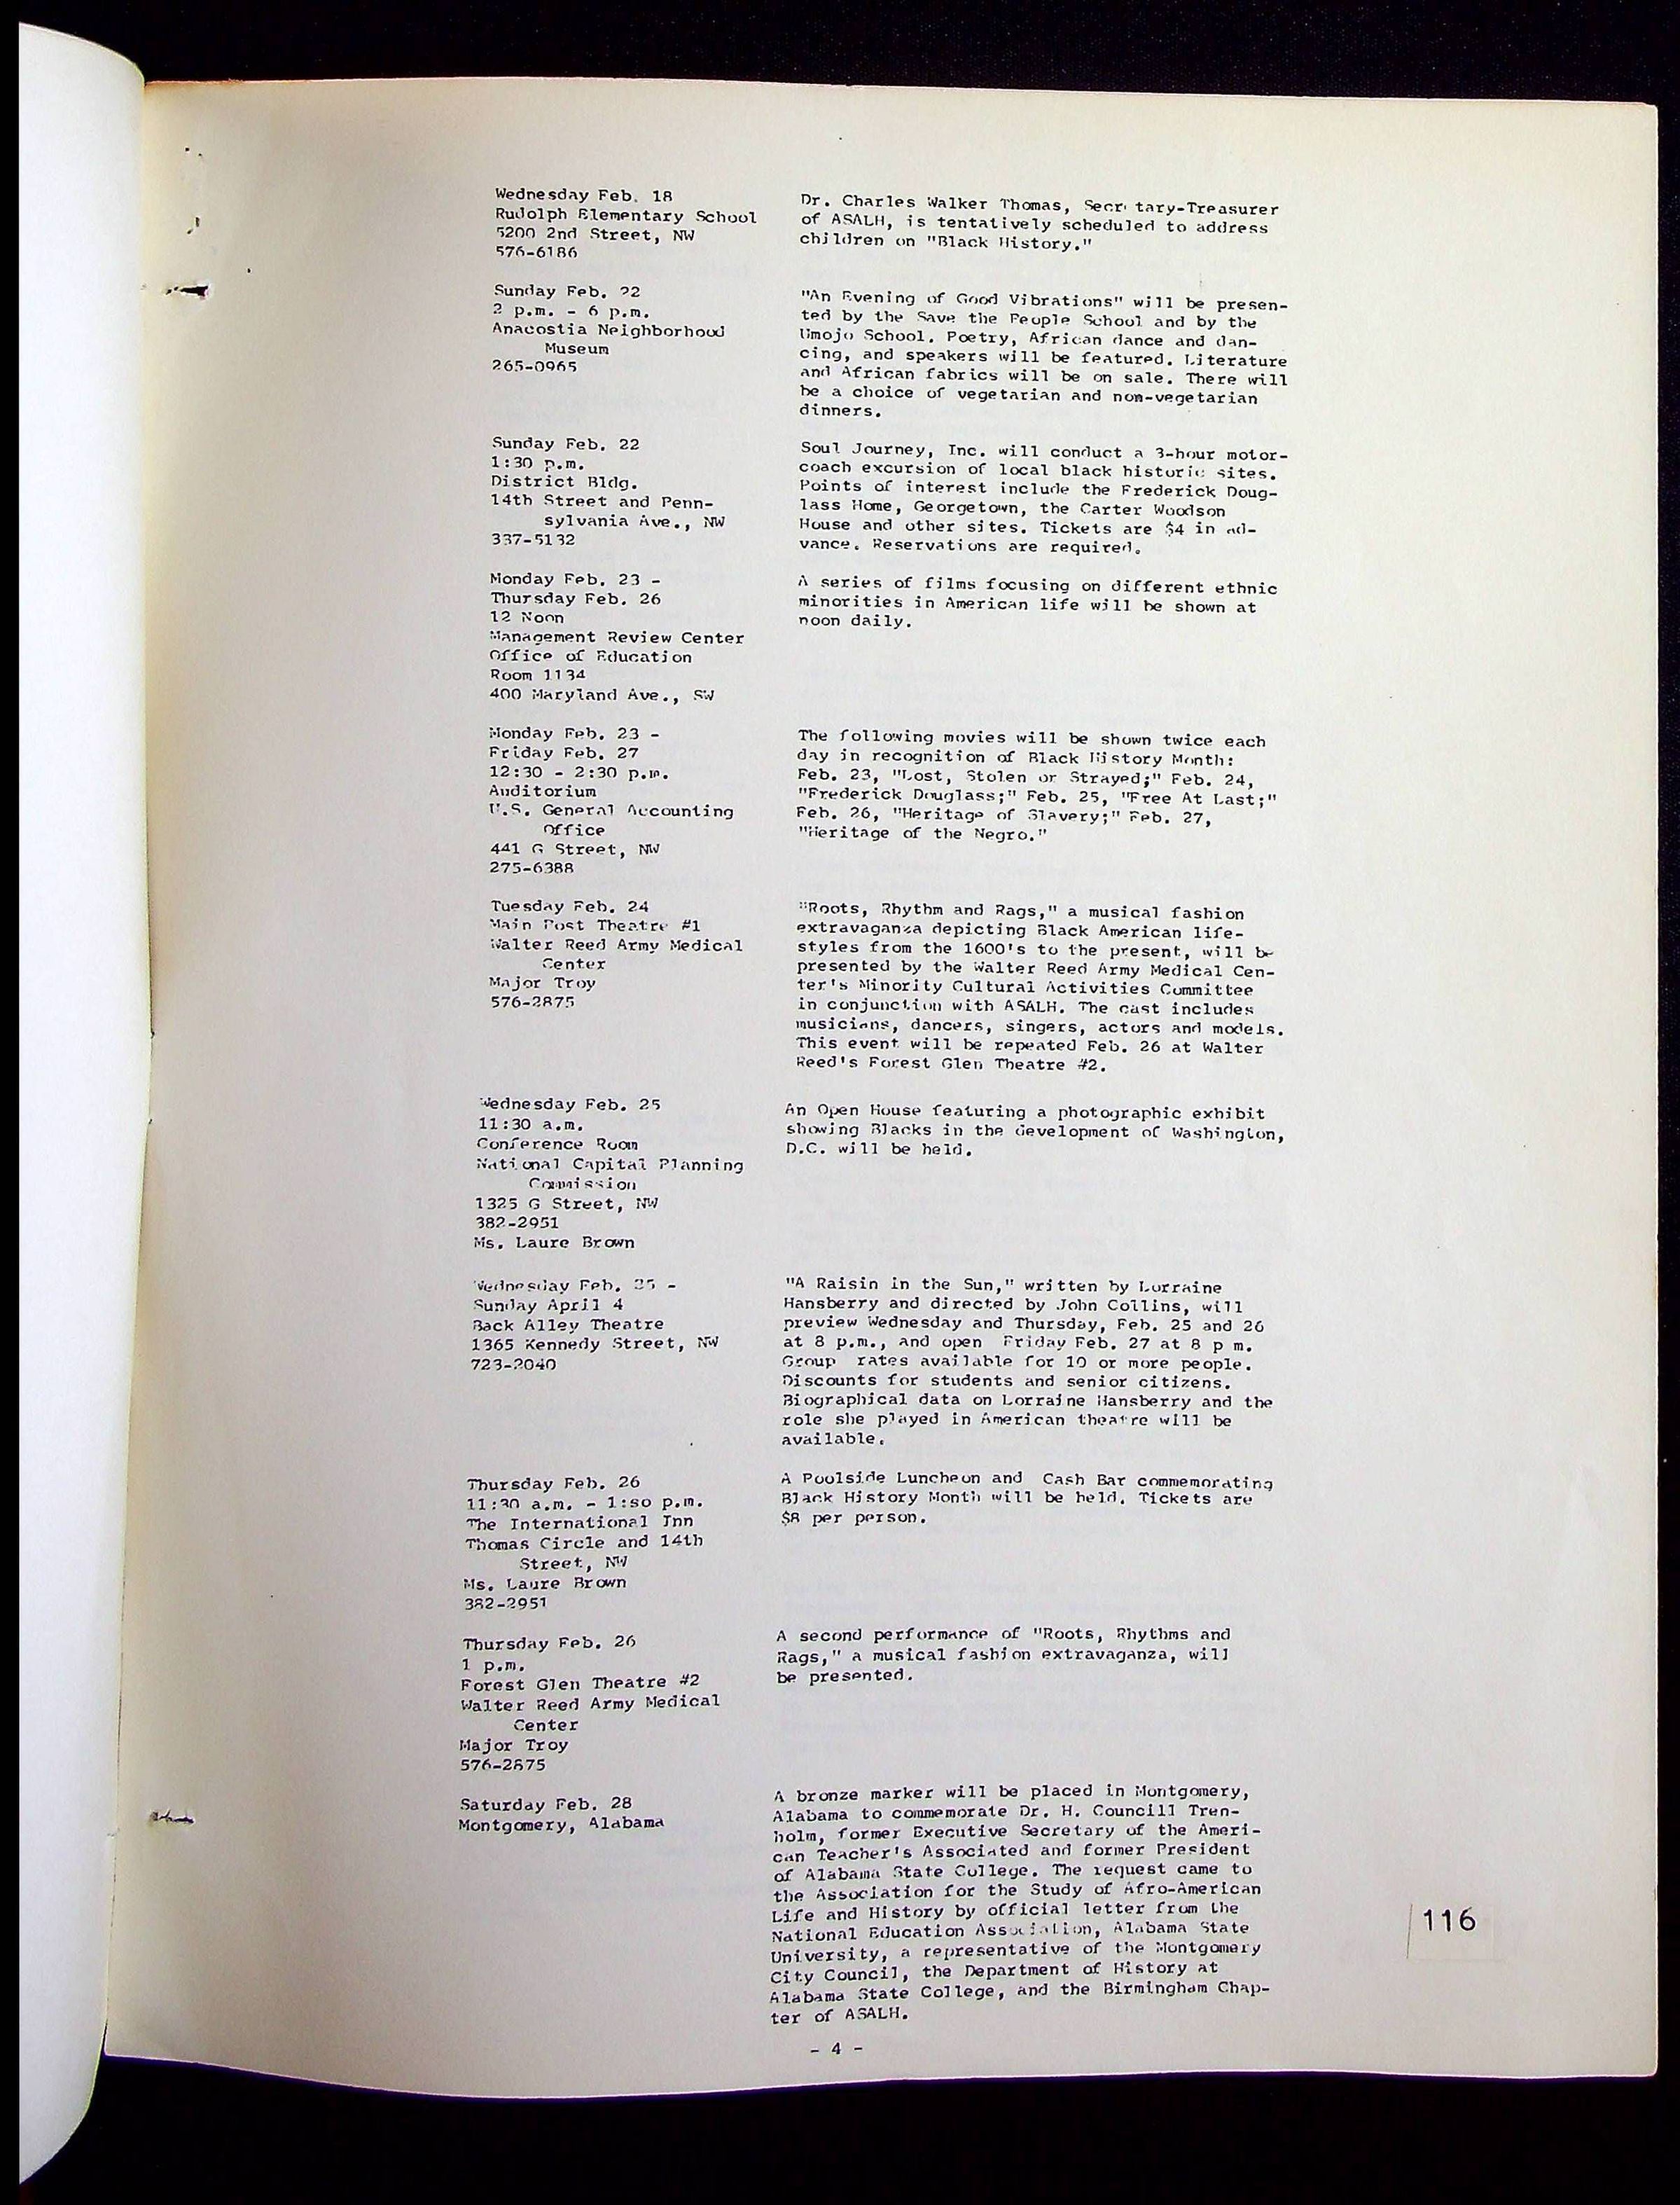 Wednesday Feb. 18
Rudolph Elementary School
5200 2nd Street, NW
576-6186
Dr. Charles Walker Thomas, Secr tary-Treasurer
of ASALH, is tentatively scheduled to address
children on "Black History."
Sunday Feb. 22
2 p.m. - 6 p.m.
Anacostia Neighborhood
Museum
265-0965
"An Evening of Good Vibrations" will be presen-
ted by the Save the People School and by the
Umojo School. Poetry, African dance and dan-
cing, and speakers will be featured. Literature
and African fabrics will be on sale. There will
be a choice of vegetarian and non-vegetarian
dinners.
Sunday Feb. 22
1:30 p.m.
District Bldg.
14th Street and Penn-
sylvania Ave., NW
337-5132
Soul Journey, Inc. will conduct a 3-hour motor-
coach excursion of local black historic sites.
Points of interest include the Frederick Doug-
lass Home, Georgetown, the Carter Woodson
House and other sites. Tickets are $4 in ad-
vance. Reservations are required.
Monday Feb. 23 -
Thursday Feb. 26
12 Noon
Management Review Center
Office of Education
Room 1134
400 Maryland Ave., SW
A series of films focusing on different ethnic
minorities in American life will be shown at
noon daily.
Monday Feb. 23 -
Friday Feb. 27
12:30 - 2:30 p.m.
Auditorium
U.S. General Accounting
Office
441 G Street, NW
275-6388
The following movies will be shown twice each
day in recognition of Black History Month:
Feb. 23, "Lost, Stolen or Strayed;" Feb. 24,
"Frederick Douglass;" Feb. 25, "Free At Last;"
Feb. 26, "Heritage of Slavery;" Feb. 27,
"Heritage of the Negro."
Tuesday Feb. 24
Main Post Theatre #1
Walter Reed Army Medical
Center
Major Troy
576-2875
"Roots, Rhythm and Rags," a musical fashion
extravaganza depicting Black American life-
styles from the 1600's to the present, will be
presented by the Walter Reed Army Medical Cen-
ter's Minority Cultural Activities Committee
in conjunction with ASALH. The cast includes
musicians, dancers, singers, actors and models.
This event will be repeated Feb. 26 at Walter
Reed's Forest Glen Theatre #2.
Wednesday Feb. 25
11:30 a.m.
Conference Room
National Capital Planning
Commission
1325 G Street, NW
382-2951
Ms. Laure Brown
An Open House featuring a photographic exhibit
showing Blacks in the development of Washington,
D.C. will be held.
Wednesday Feb. 25 -
Sunday April 4
Back Alley Theatre
1365 Kennedy Street, NW
723-2040
"A Raisin in the Sun," written by Lorraine
Hansberry and directed by John Collins, will
preview Wednesday and Thursday, Feb. 25 and 26
at 8 p.m., and open Friday Feb. 27 at 8 p m.
Group rates available for 10 or more people.
Discounts for students and senior citizens.
Biographical data on Lorraine Hansberry and the
role she played in American theatre will be
available.
Thursday Feb. 26
11:30 a.m. - 1:so p.m.
The International Inn
Thomas Circle and 14th
Street, NW
Ms. Laure Brown
382-2951
A Poolside Luncheon and Cash Bar commemorating
Black History Month will be held. Tickets are
$8 per person.
Thursday Feb. 26
1 p.m.
Forest Glen Theatre #2
Walter Reed Army Medical
Center
Major Troy
576-2875
A second performance of "Roots, Rhythms and
Rags," a musical fashion extravaganza, will
be presented.
Saturday Feb. 28
Montgomery, Alabama
A bronze marker will be placed in Montgomery,
Alabama to commemorate Dr. H. Councill Tren-
holm, former Executive Secretary of the Ameri-
can Teacher's Associated and former President
of Alabama State College. The request came to
the Association for the Study of Afro-American
Life and History by official letter from the
National Education Association, Alabama State
University, a representative of the Montgomery
City Council, the Department of History at
Alabama State College, and the Birmingham Chap-
ter of ASALH.
116
- 4 -